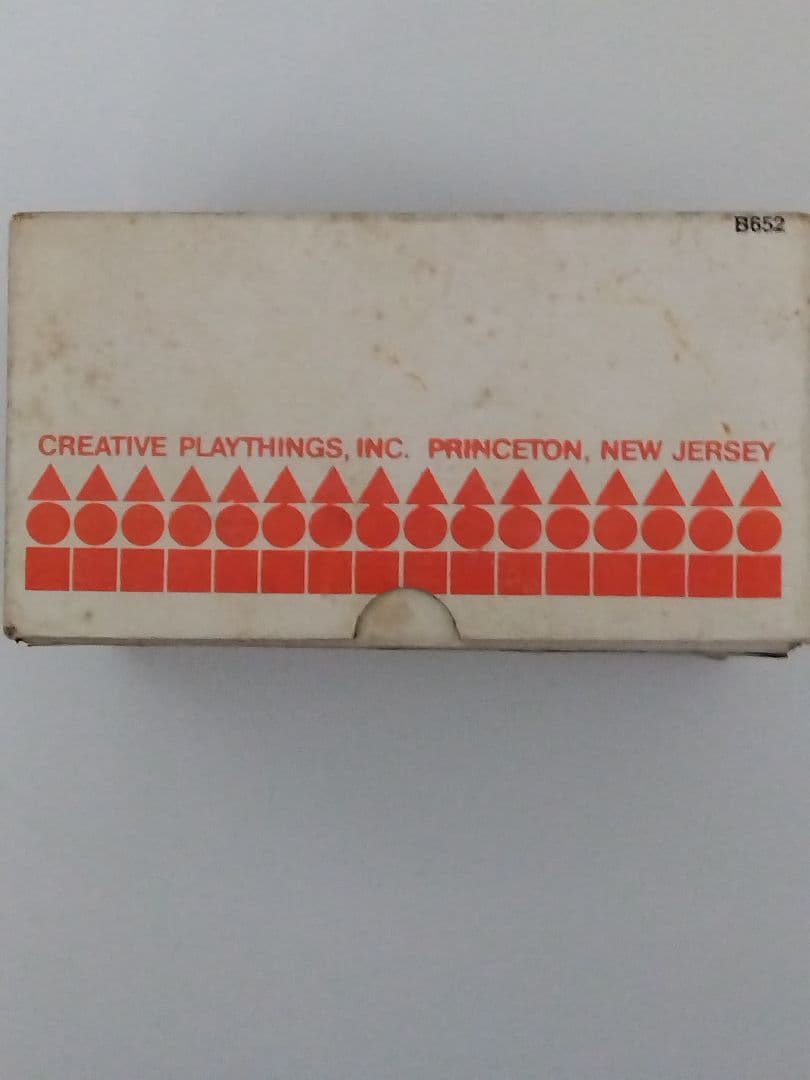 B652
CREATIVE PLAYTHINGS, INC. PRINCETON, NEW JERSEY